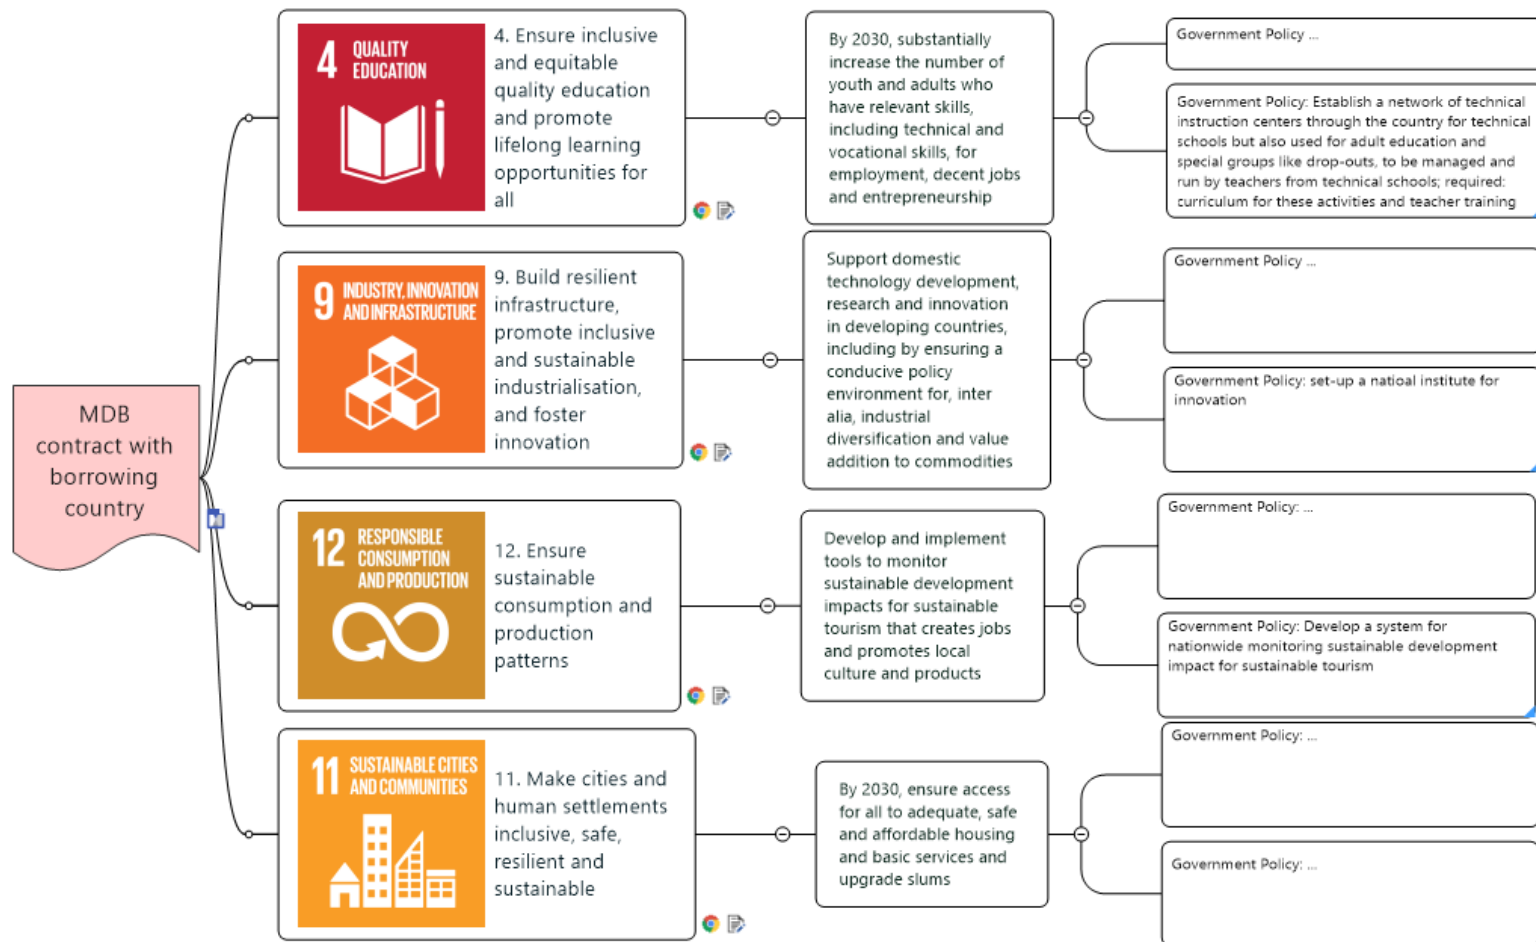 MDB
contract with
borrowing
country
4 QUALITY
EDUCATION
4. Ensure inclusive
and equitable
quality education
and promote
lifelong learning
opportunities for
all
By 2030, substantially
increase the number of
youth and adults who
have relevant skills,
including technical and
vocational skills, for
employment, decent jobs
and entrepreneurship
Government Policy ...
Government Policy: Establish a network of technical
instruction centers through the country for technical
schools but also used for adult education and
special groups like drop-outs, to be managed and
run by teachers from technical schools; required:
curriculum for these activities and teacher training
9 INDUSTRY, INNOVATION
AND INFRASTRUCTURE
9. Build resilient
infrastructure,
promote inclusive
and sustainable
industrialisation,
and foster
innovation
Support domestic
technology development,
research and innovation
in developing countries,
including by ensuring a
conducive policy
environment for, inter
alia, industrial
diversification and value
addition to commodities
Government Policy ...
Government Policy: set-up a natioal institute for
innovation
12 RESPONSIBLE
CONSUMPTION
AND PRODUCTION
12. Ensure
sustainable
consumption and
production
patterns
Develop and implement
tools to monitor
sustainable development
impacts for sustainable
tourism that creates jobs
and promotes local
culture and products
Government Policy: ...
Government Policy: Develop a system for
nationwide monitoring sustainable development
impact for sustainable tourism
11 SUSTAINABLE CITIES
AND COMMUNITIES
11. Make cities and
human settlements
inclusive, safe,
resilient and
sustainable
By 2030, ensure access
for all to adequate, safe
and affordable housing
and basic services and
upgrade slums
Government Policy: ...
Government Policy: ...